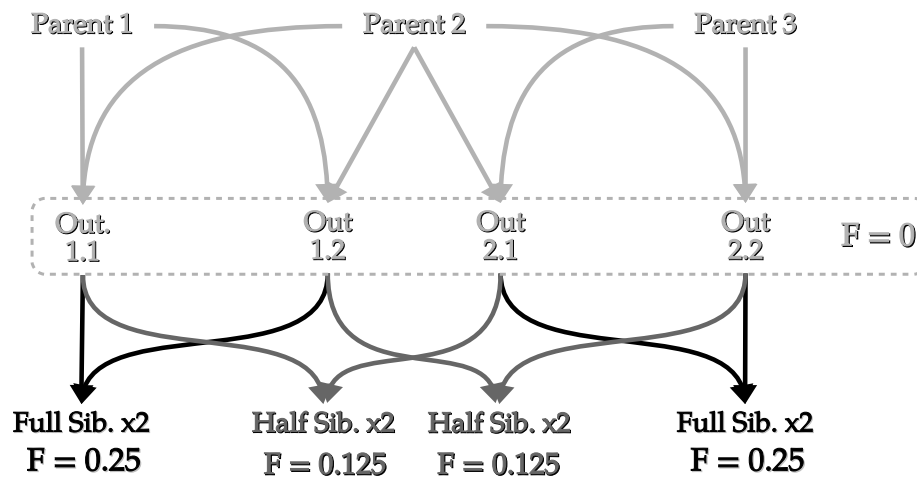 Parent 1 Parent 2 Parent 3
Out. Out Out Out
1.1 1.2 2.1 2.2 F = 0
Full Sib. x2 Half Sib. x2 Half Sib. x2 Full Sib. x2
F = 0.25 F = 0.125 F = 0.125 F = 0.25